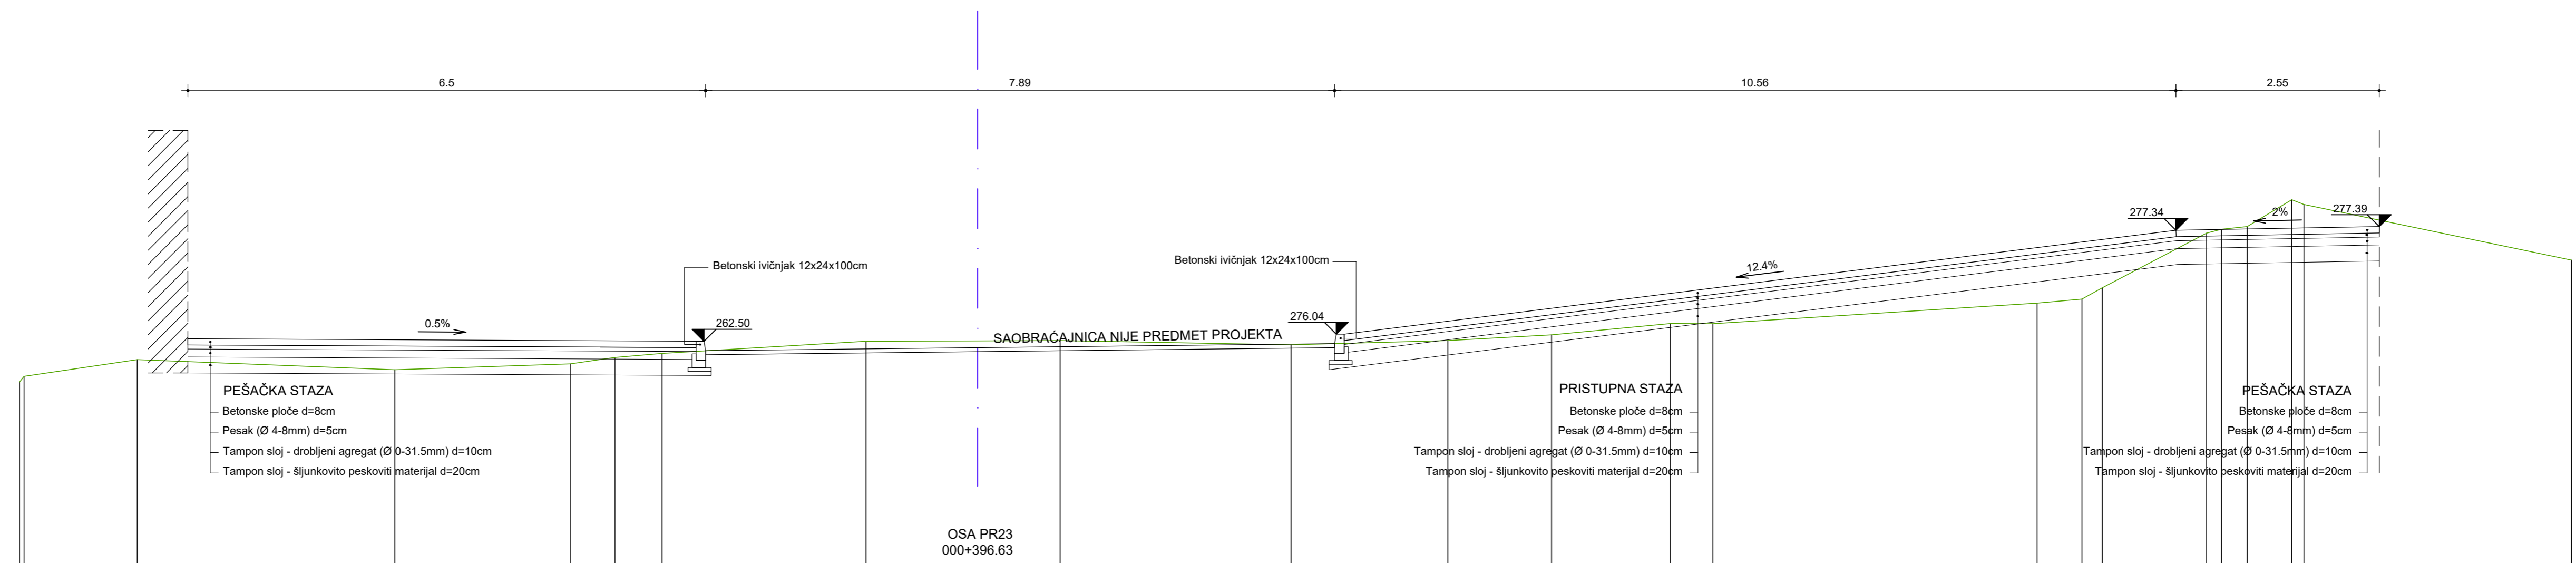 6.5
7.89
10.56
2.55
277.34
2%
277.39
Betonski ivičnjak 12x24x100cm
Betonski ivičnjak 12x24x100cm
12.4%
0.5%
262.50
276.04
SAOBRAĆAJNICA NIJE PREDMET PROJEKTA
PEŠAČKA STAZA
Betonske ploče d=8cm
Pesak (Ø 4-8mm) d=5cm
Tampon sloj - drobljeni agregat (Ø 0-31.5mm) d=10cm
Tampon sloj - šljunkovito peskoviti materijal d=20cm
PRISTUPNA STAZA
Betonske ploče d=8cm
Pesak (Ø 4-8mm) d=5cm
Tampon sloj - drobljeni agregat (Ø 0-31.5mm) d=10cm
Tampon sloj - šljunkovito peskoviti materijal d=20cm
PEŠAČKA STAZA
Betonske ploče d=8cm
Pesak (Ø 4-8mm) d=5cm
Tampon sloj - drobljeni agregat (Ø 0-31.5mm) d=10cm
Tampon sloj - šljunkovito peskoviti materijal d=20cm
OSA PR23
000+396.63